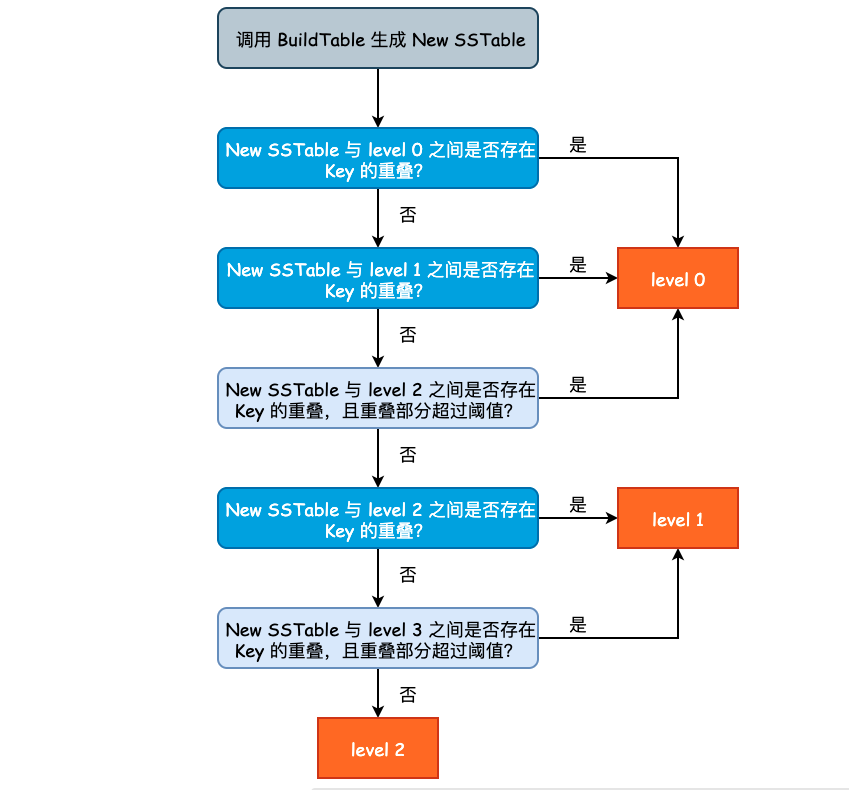 调用 BuildTable 生成 New SSTable
New SSTable 与 level 0 之间是否存在
Key 的重叠？
是
否
New SSTable 与 level 1 之间是否存在
Key 的重叠？
是
level 0
否
New SSTable 与 level 2 之间是否存在
Key 的重叠，且重叠部分超过阈值？
是
否
New SSTable 与 level 2 之间是否存在
Key 的重叠？
是
level 1
否
New SSTable 与 level 3 之间是否存在
Key 的重叠，且重叠部分超过阈值？
是
否
level 2